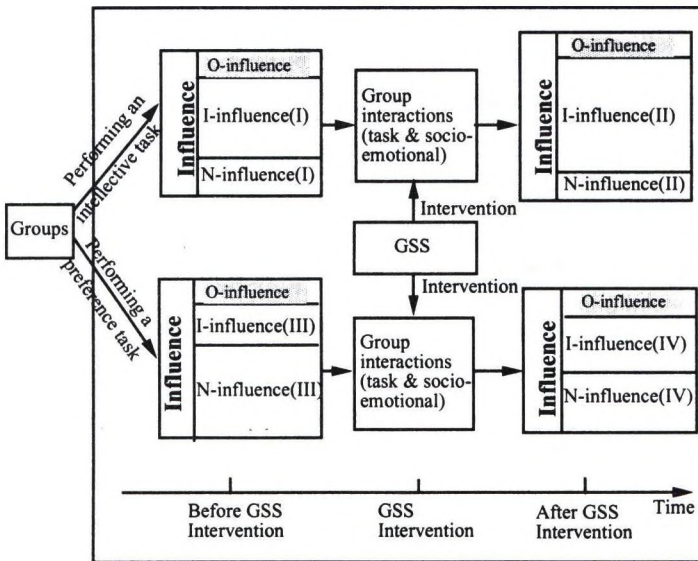 Groups
Performing an
intellective task
Performing a
preference task
Influence
O-influence
I-influence(I)
N-influence(I)
Group
interactions
(task & socio-
emotional)
Influence
O-influence
I-influence(II)
N-influence(II)
Intervention
GSS
Intervention
Influence
O-influence
I-influence(III)
N-influence(III)
Group
interactions
(task & socio-
emotional)
Influence
O-influence
I-influence(IV)
N-influence(IV)
Before GSS
Intervention
GSS
Intervention
After GSS
Intervention
Time